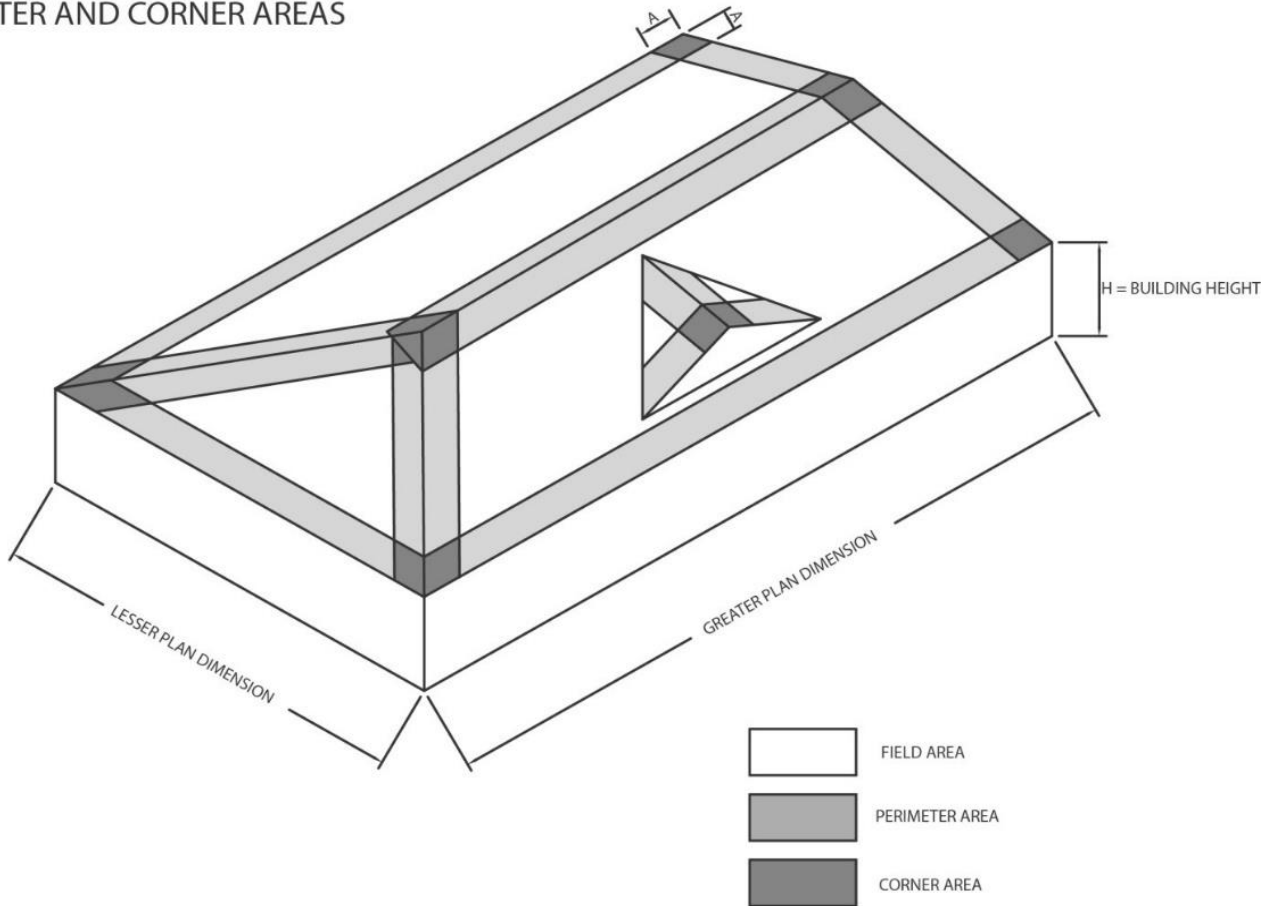 TER AND CORNER AREAS
A
A
H = BUILDING HEIGHT
LESSER PLAN DIMENSION
GREATER PLAN DIMENSION
FIELD AREA
PERIMETER AREA
CORNER AREA